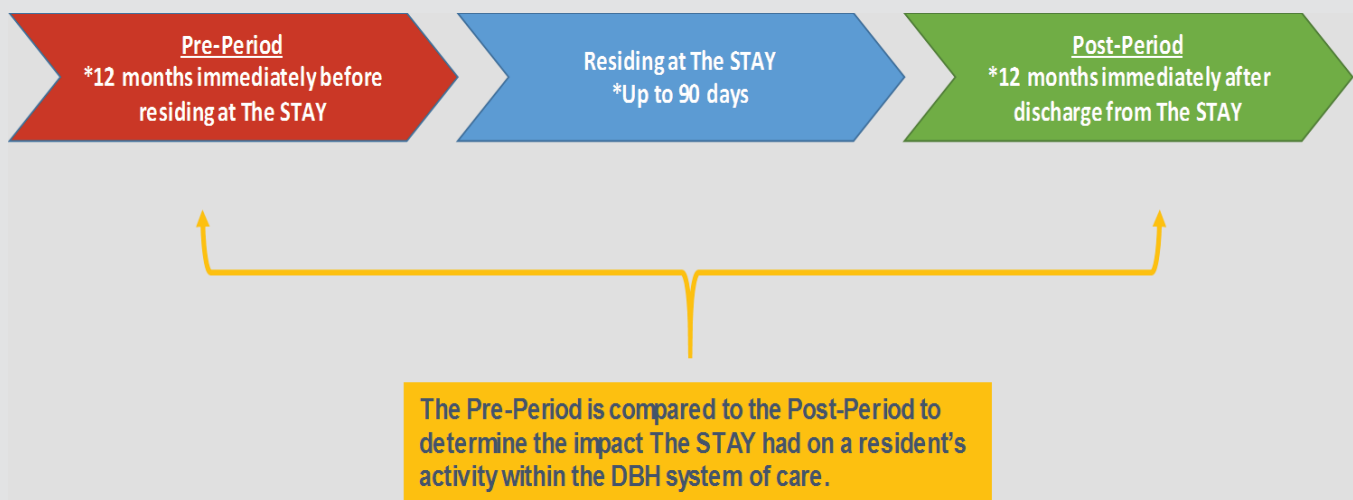 Pre-Period
*12 months immediately before
residing at The STAY
Residing at The STAY
*Up to 90 days
Post-Period
*12 months immediately after
discharge from The STAY
The Pre-Period is compared to the Post-Period to
determine the impact The STAY had on a resident's
activity within the DBH system of care.